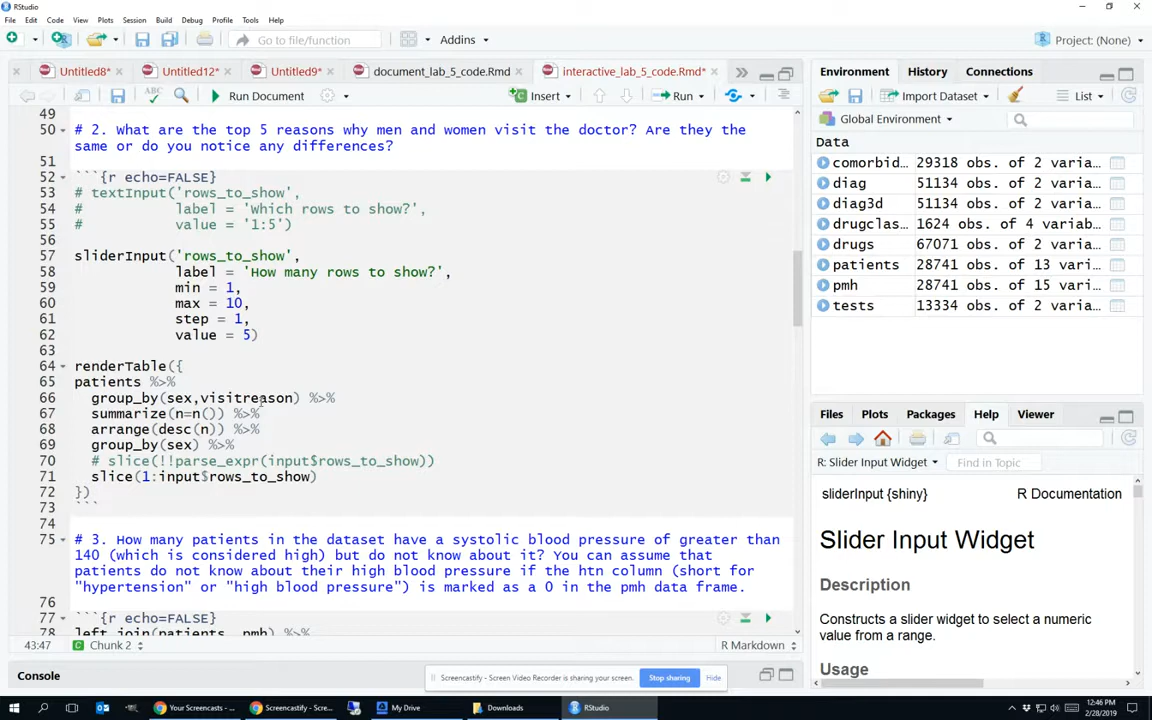 RStudio
File Edit Code View Plots Session Build Debug Profile Tools Help
Go to file/function
Addins
Project: (None)
Untitled8* ×
Untitled12* ×
Untitled9* ×
document_lab_5_code.Rmd ×
interactive_lab_5_code.Rmd* ×
ABC
Run Document
Insert
Run
49
50 # 2. What are the top 5 reasons why men and women visit the doctor? Are they the
same or do you notice any differences?
51
52 ```{r echo=FALSE}
53 # textInput('rows_to_show',
54 # label = 'Which rows to show?',
55 # value = '1:5')
56
57 sliderInput('rows_to_show',
58 label = 'How many rows to show?',
59 min = 1,
60 max = 10,
61 step = 1,
62 value = 5)
63
64 renderTable({
65 patients %>%
66 group_by(sex,visitreason) %>%
67 summarize(n=n()) %>%
68 arrange(desc(n)) %>%
69 group_by(sex) %>%
70 # slice(!!parse_expr(input$rows_to_show))
71 slice(1:input$rows_to_show)
72 })
73 ```
74
75 # 3. How many patients in the dataset have a systolic blood pressure of greater than
140 (which is considered high) but do not know about it? You can assume that
patients do not know about their high blood pressure if the htn column (short for
"hypertension" or "high blood pressure") is marked as a 0 in the pmh data frame.
76
77 ```{r echo=FALSE}
78 left_join(patients, pmh) %>%
43:47 Chunk 2 R Markdown
Console
Environment History Connections
Import Dataset List
Global Environment
Data
comorbid… 29318 obs. of 2 varia…
diag 51134 obs. of 2 varia…
diag3d 51134 obs. of 2 varia…
drugclas… 1624 obs. of 4 variab…
drugs 67071 obs. of 2 varia…
patients 28741 obs. of 13 vari…
pmh 28741 obs. of 15 vari…
tests 13334 obs. of 2 varia…
Files Plots Packages Help Viewer
R: Slider Input Widget
Find in Topic
sliderInput {shiny} R Documentation
Slider Input Widget
Description
Constructs a slider widget to select a numeric
value from a range.
Usage
Screencastify - Screen Video Recorder is sharing your screen. Stop sharing Hide
Your Screencasts - ...
Screencastify - Scree...
My Drive
Downloads
RStudio
12:46 PM
2/28/2019